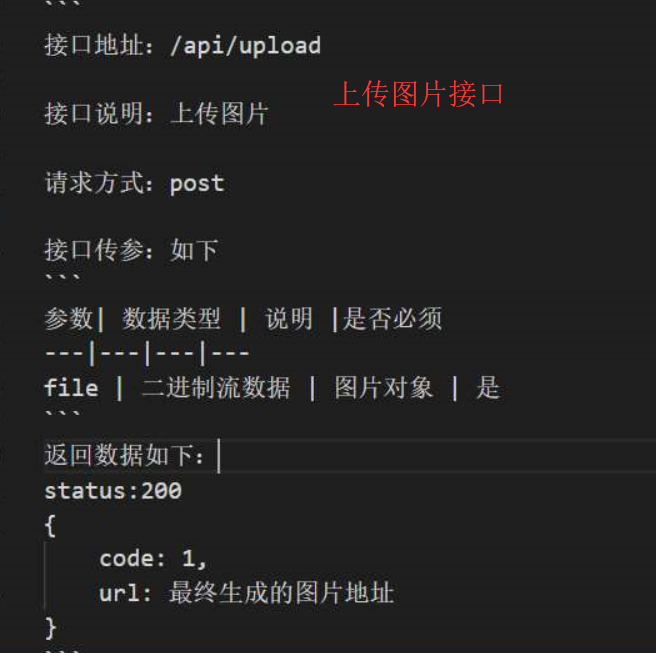 ```
接口地址：/api/upload
上传图片接口
接口说明：上传图片
请求方式：post
接口传参：如下
```
参数| 数据类型 | 说明 |是否必须
---|---|---|---
file | 二进制流数据 | 图片对象 | 是
```
返回数据如下：
status:200
{
    code: 1,
    url: 最终生成的图片地址
}
```